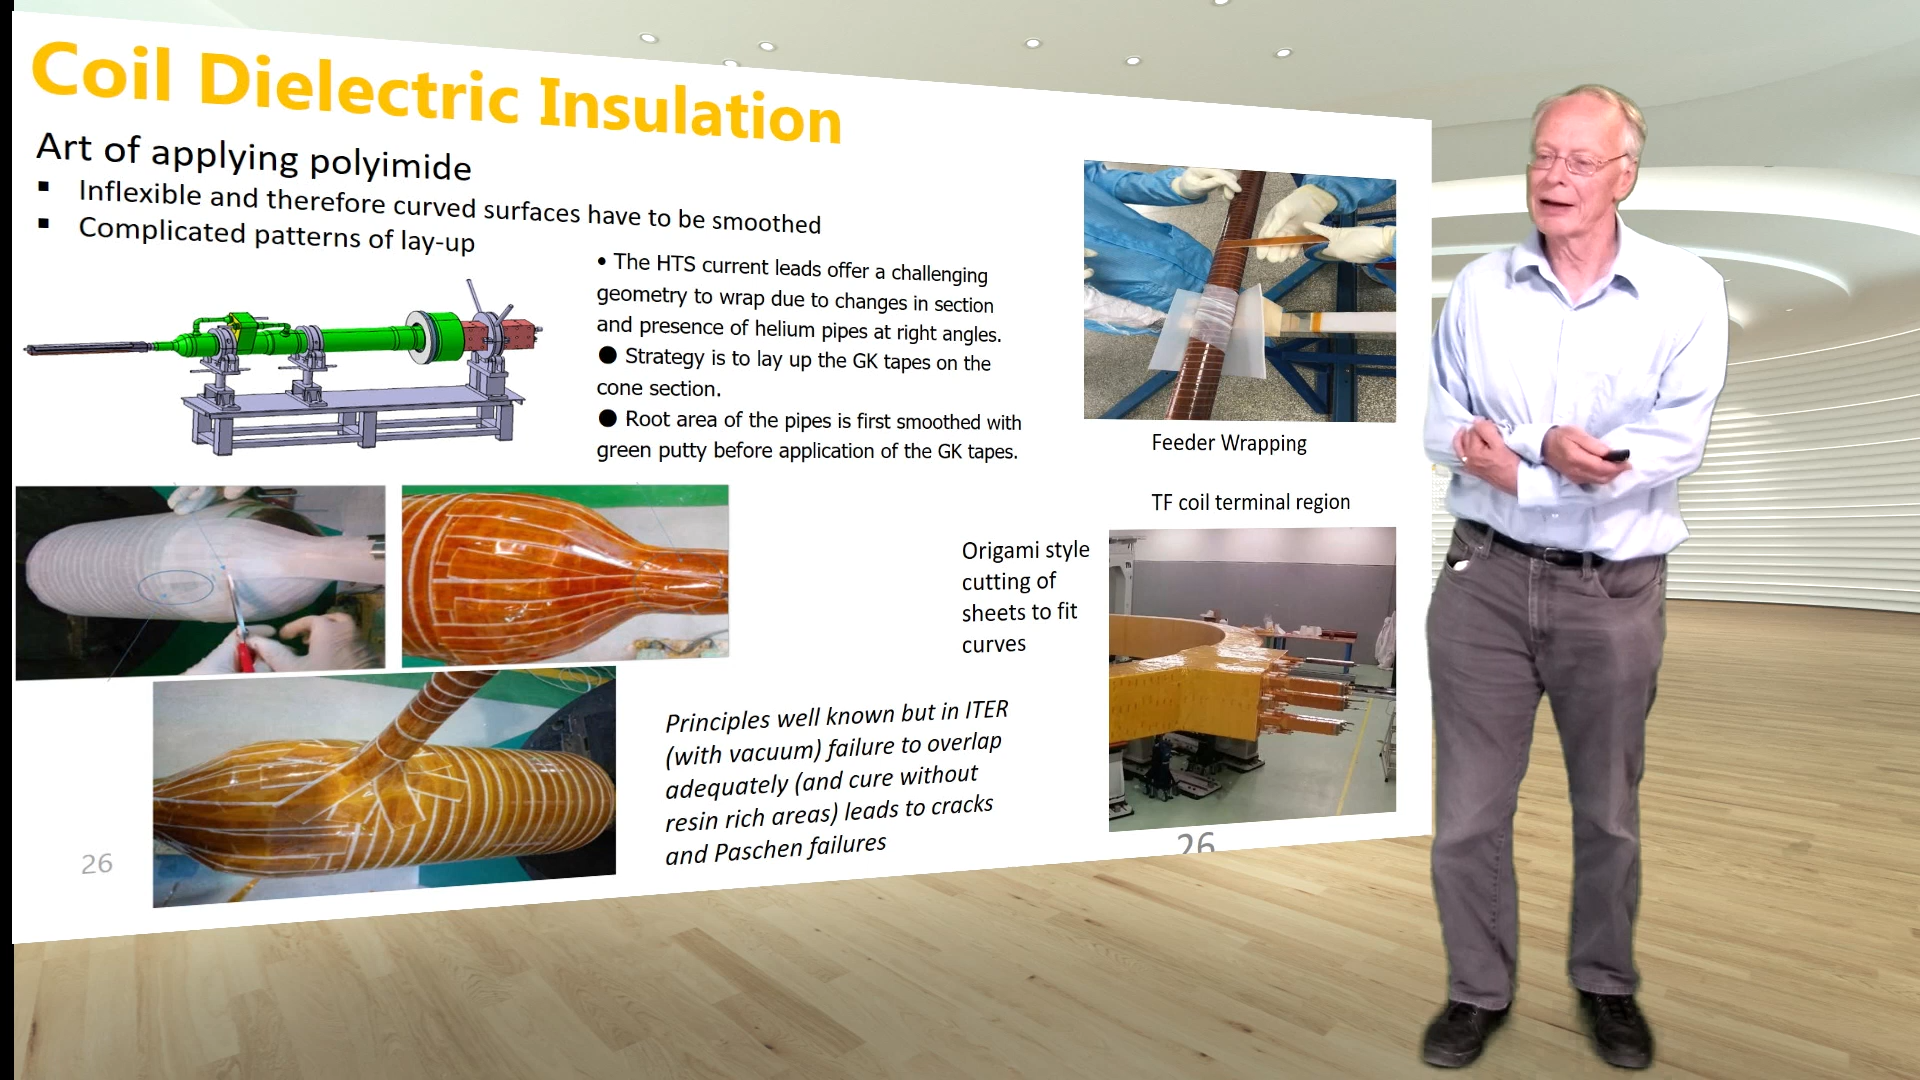 Coil Dielectric Insulation
Art of applying polyimide
▪ Inflexible and therefore curved surfaces have to be smoothed
▪ Complicated patterns of lay-up
• The HTS current leads offer a challenging
geometry to wrap due to changes in section
and presence of helium pipes at right angles.
● Strategy is to lay up the GK tapes on the
cone section.
● Root area of the pipes is first smoothed with
green putty before application of the GK tapes.
Feeder Wrapping
TF coil terminal region
Origami style
cutting of
sheets to fit
curves
Principles well known but in ITER
(with vacuum) failure to overlap
adequately (and cure without
resin rich areas) leads to cracks
and Paschen failures
26
26